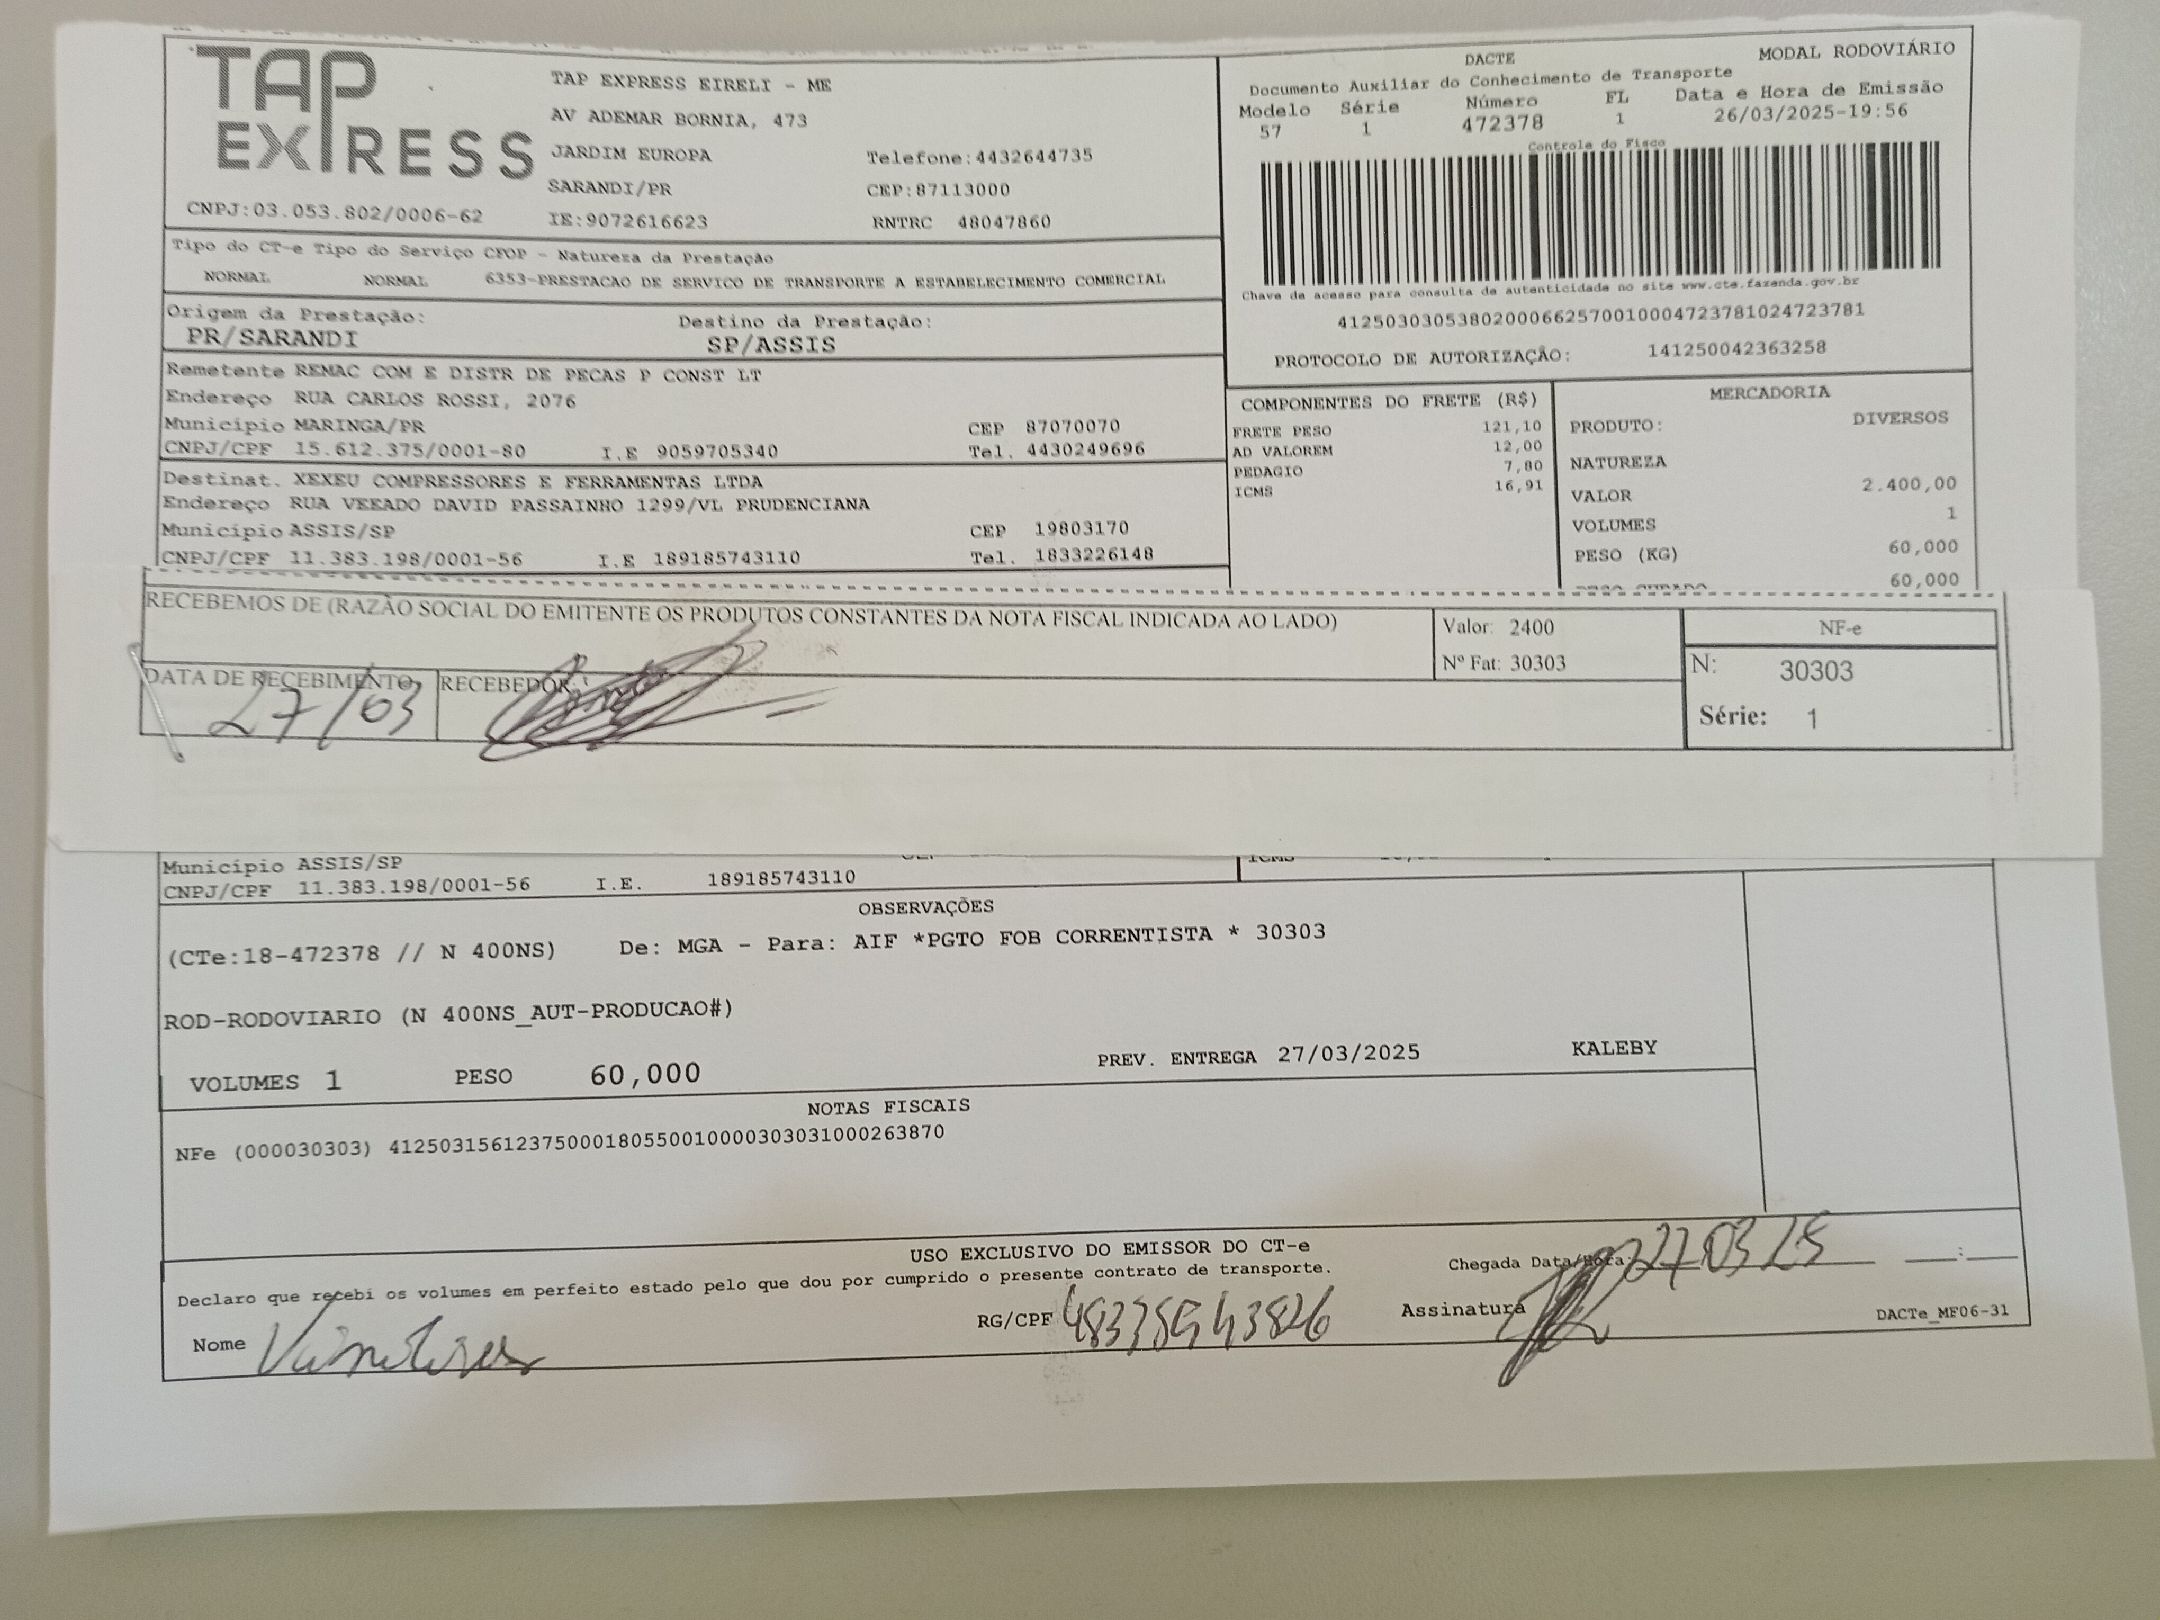 TAP
EXPRESS
TAP EXPRESS EIRELI - ME
AV ADEMAR BORNIA, 473
JARDIM EUROPA Telefone:4432644735
SARANDI/PR CEP:87113000
CNPJ:03.053.802/0006-62 IE:9072616623 RNTRC 48047860
DACTE MODAL RODOVIÁRIO
Documento Auxiliar do Conhecimento de Transporte
Modelo Série Número FL Data e Hora de Emissão
57 1 472378 1 26/03/2025-19:56
Controle do Fisco
Chave de acesso para consulta de autenticidade no site www.cte.fazenda.gov.br
41250303053802000662570010004723781024723781
PROTOCOLO DE AUTORIZAÇÃO: 141250042363258
Tipo do CT-e Tipo do Serviço CFOP - Natureza da Prestação
NORMAL NORMAL 6353-PRESTACAO DE SERVICO DE TRANSPORTE A ESTABELECIMENTO COMERCIAL
Origem da Prestação: Destino da Prestação:
PR/SARANDI SP/ASSIS
Remetente REMAC COM E DISTR DE PECAS P CONST LT
Endereço RUA CARLOS ROSSI, 2076
Município MARINGA/PR CEP 87070070
CNPJ/CPF 15.612.375/0001-80 I.E 9059705340 Tel. 4430249696
Destinat. XEXEU COMPRESSORES E FERRAMENTAS LTDA
Endereço RUA VEEADO DAVID PASSAINHO 1299/VL PRUDENCIANA
Município ASSIS/SP CEP 19803170
CNPJ/CPF 11.383.198/0001-56 I.E 189185743110 Tel. 1833226148
COMPONENTES DO FRETE (R$)
FRETE PESO 121,10
AD VALOREM 12,00
PEDAGIO 7,80
ICMS 16,91
MERCADORIA
PRODUTO: DIVERSOS
NATUREZA
VALOR 2.400,00
VOLUMES 1
PESO (KG) 60,000
60,000
RECEBEMOS DE (RAZÃO SOCIAL DO EMITENTE OS PRODUTOS CONSTANTES DA NOTA FISCAL INDICADA AO LADO)
Valor: 2400
Nº Fat: 30303
NF-e
N: 30303
Série: 1
DATA DE RECEBIMENTO RECEBEDOR
27/03
Município ASSIS/SP
CNPJ/CPF 11.383.198/0001-56 I.E. 189185743110
ICMS
OBSERVAÇÕES
(CTe:18-472378 // N 400NS) De: MGA - Para: AIF *PGTO FOB CORRENTISTA * 30303
ROD-RODOVIARIO (N 400NS_AUT-PRODUCAO#)
VOLUMES 1 PESO 60,000 PREV. ENTREGA 27/03/2025 KALEBY
NOTAS FISCAIS
NFe (000030303) 41250315612375000180550010000303031000263870
USO EXCLUSIVO DO EMISSOR DO CT-e
Declaro que recebi os volumes em perfeito estado pelo que dou por cumprido o presente contrato de transporte.
Chegada Data/Hora: 27 03 25 __:__
Nome RG/CPF Assinatura
DACTe_MF06-31